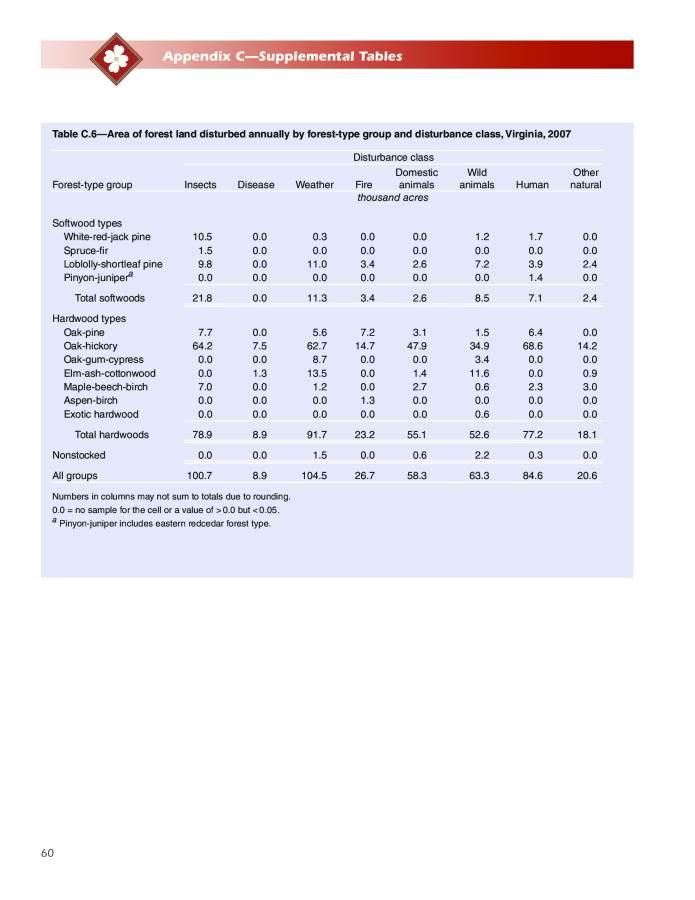 Appendix C—Supplemental Tables
Table C.6—Area of forest land disturbed annually by forest-type group and disturbance class, Virginia, 2007
Disturbance class
Forest-type group Insects Disease Weather Fire Domestic animals Wild animals Human Other natural
thousand acres
Softwood types
White-red-jack pine 10.5 0.0 0.3 0.0 0.0 1.2 1.7 0.0
Spruce-fir 1.5 0.0 0.0 0.0 0.0 0.0 0.0 0.0
Loblolly-shortleaf pine 9.8 0.0 11.0 3.4 2.6 7.2 3.9 2.4
Pinyon-juniper a 0.0 0.0 0.0 0.0 0.0 0.0 1.4 0.0
Total softwoods 21.8 0.0 11.3 3.4 2.6 8.5 7.1 2.4
Hardwood types
Oak-pine 7.7 0.0 5.6 7.2 3.1 1.5 6.4 0.0
Oak-hickory 64.2 7.5 62.7 14.7 47.9 34.9 68.6 14.2
Oak-gum-cypress 0.0 0.0 8.7 0.0 0.0 3.4 0.0 0.0
Elm-ash-cottonwood 0.0 1.3 13.5 0.0 1.4 11.6 0.0 0.9
Maple-beech-birch 7.0 0.0 1.2 0.0 2.7 0.6 2.3 3.0
Aspen-birch 0.0 0.0 0.0 1.3 0.0 0.0 0.0 0.0
Exotic hardwood 0.0 0.0 0.0 0.0 0.0 0.6 0.0 0.0
Total hardwoods 78.9 8.9 91.7 23.2 55.1 52.6 77.2 18.1
Nonstocked 0.0 0.0 1.5 0.0 0.6 2.2 0.3 0.0
All groups 100.7 8.9 104.5 26.7 58.3 63.3 84.6 20.6
Numbers in columns may not sum to totals due to rounding.
0.0 = no sample for the cell or a value of >0.0 but <0.05.
a Pinyon-juniper includes eastern redcedar forest type.
60